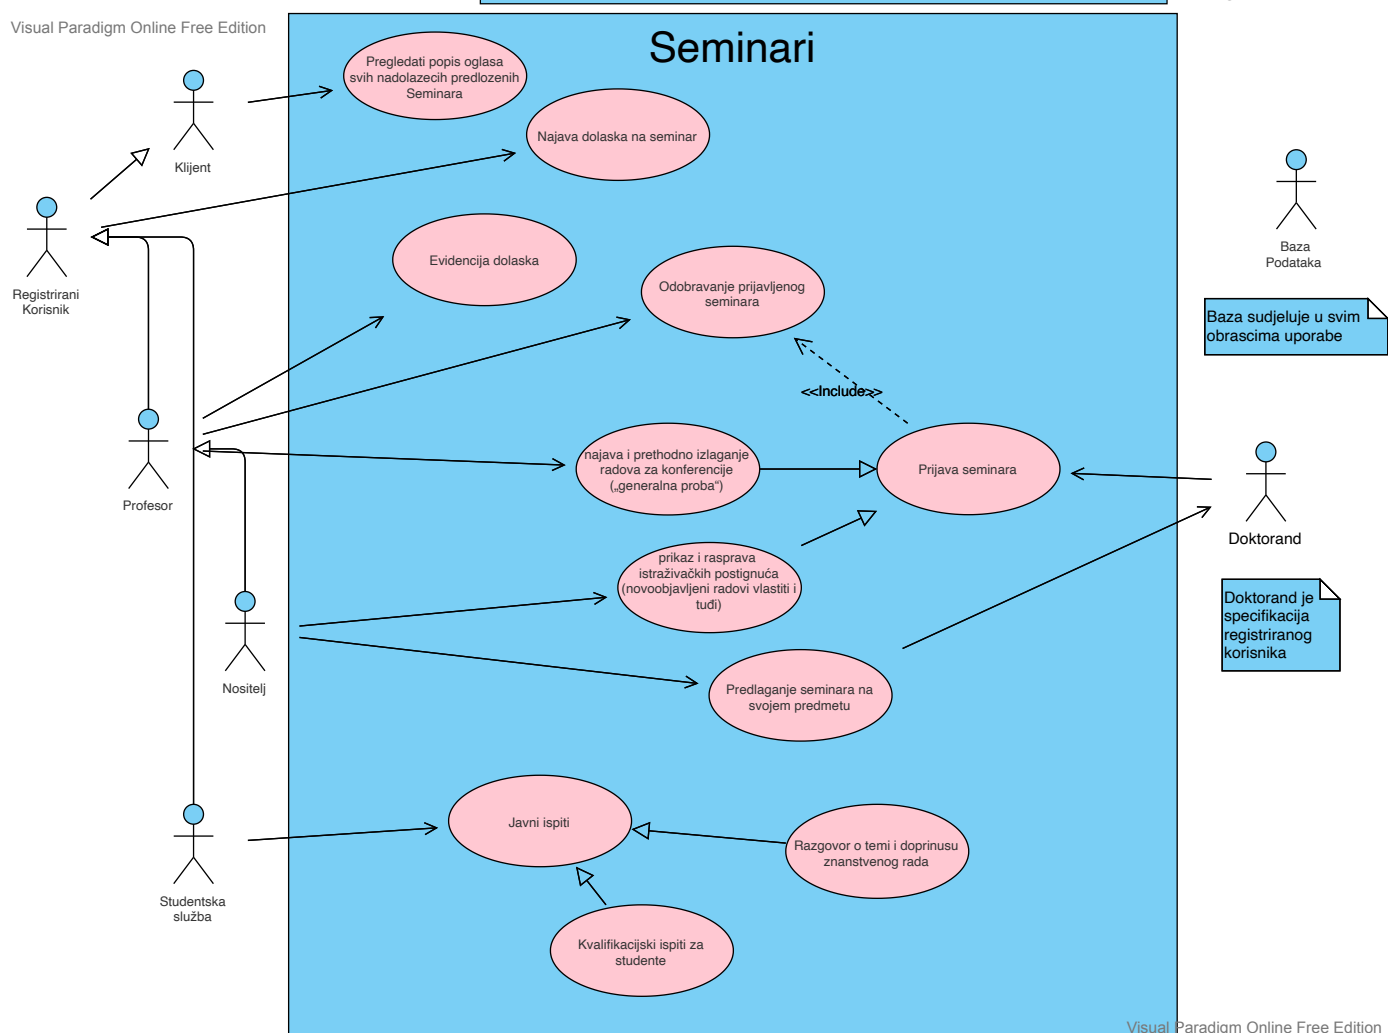 Visual Paradigm Online Free Edition
Seminari
Pregledati popis oglasa
svih nadolazecih predlozenih
Seminara
Klijent
Najava dolaska na seminar
Registrirani
Korisnik
Baza
Podataka
Evidencija dolaska
Odobravanje prijavljenog
seminara
Baza sudjeluje u svim
obrascima uporabe
<<Include>>
Profesor
najava i prethodno izlaganje
radova za konferencije
(„generalna proba“)
Prijava seminara
Doktorand
prikaz i rasprava
istraživačkih postignuća
(novoobjavljeni radovi vlastiti i
tuđi)
Doktorand je
specifikacija
registriranog
korisnika
Nositelj
Predlaganje seminara na
svojem predmetu
Javni ispiti
Razgovor o temi i doprinusu
znanstvenog rada
Studentska
služba
Kvalifikacijski ispiti za
studente
Visual Paradigm Online Free Edition